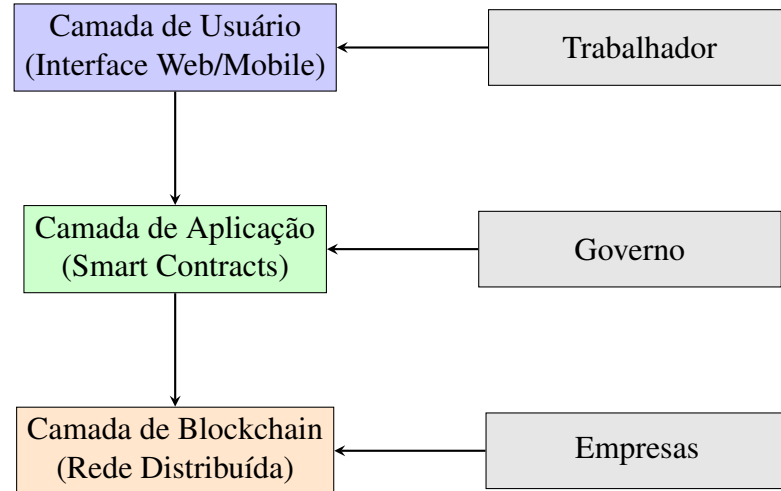 Camada de Usuário
(Interface Web/Mobile)
Trabalhador
Camada de Aplicação
(Smart Contracts)
Governo
Camada de Blockchain
(Rede Distribuída)
Empresas